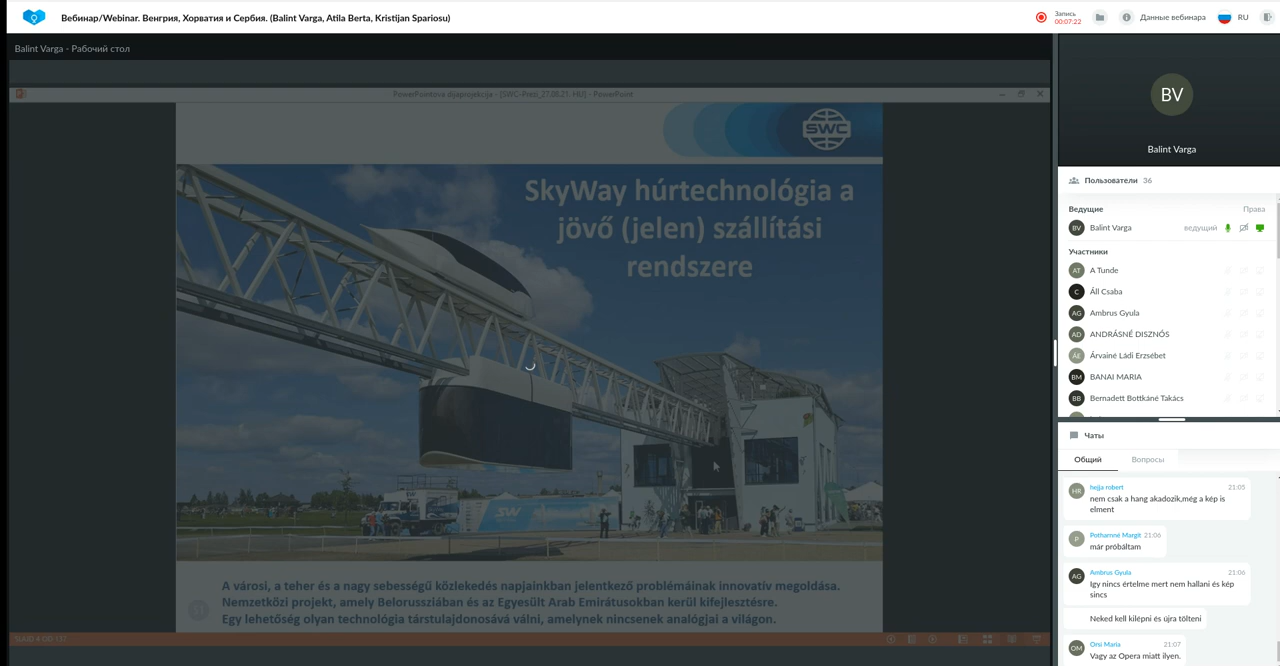 Вебинар/Webinar. Венгрия, Хорватия и Сербия. (Balint Varga, Atila Berta, Kristijan Spariosu)
Запись
00:07:22
Данные вебинара
RU
Balint Varga - Рабочий стол
PowerPointova dijaprojekcija - [SWC-Prezi_27.08.21. HU] - PowerPoint
SWC
SkyWay húrtechnológia a
jövő (jelen) szállítási
rendszere
SW
A városi, a teher és a nagy sebességű közlekedés napjainkban jelentkező problémáinak innovatív megoldása.
Nemzetközi projekt, amely Belorussziában és az Egyesült Arab Emirátusokban kerül kifejlesztésre.
Egy lehetőség olyan technológia társtulajdonosává válni, amelynek nincsenek analógjai a világon.
BV
Balint Varga
Пользователи 36
Ведущие Права
BV Balint Varga ведущий
Участники
AT A Tunde
C Áll Csaba
AG Ambrus Gyula
AD ANDRÁSNÉ DISZNÓS
ÁE Árvainé Ládi Erzsébet
BM BANAI MARIA
BB Bernadett Bottkáné Takács
Чаты
Общий Вопросы
HR hejja robert 21:05
nem csak a hang akadozik,még a kép is
elment
P Pothamné Margit 21:06
már próbáltam
AG Ambrus Gyula 21:06
Igy nincs értelme mert nem hallani és kép
sincs
Neked kell kilépni és újra tölteni
OM Orsi Maria 21:07
Vagy az Opera miatt ilyen.